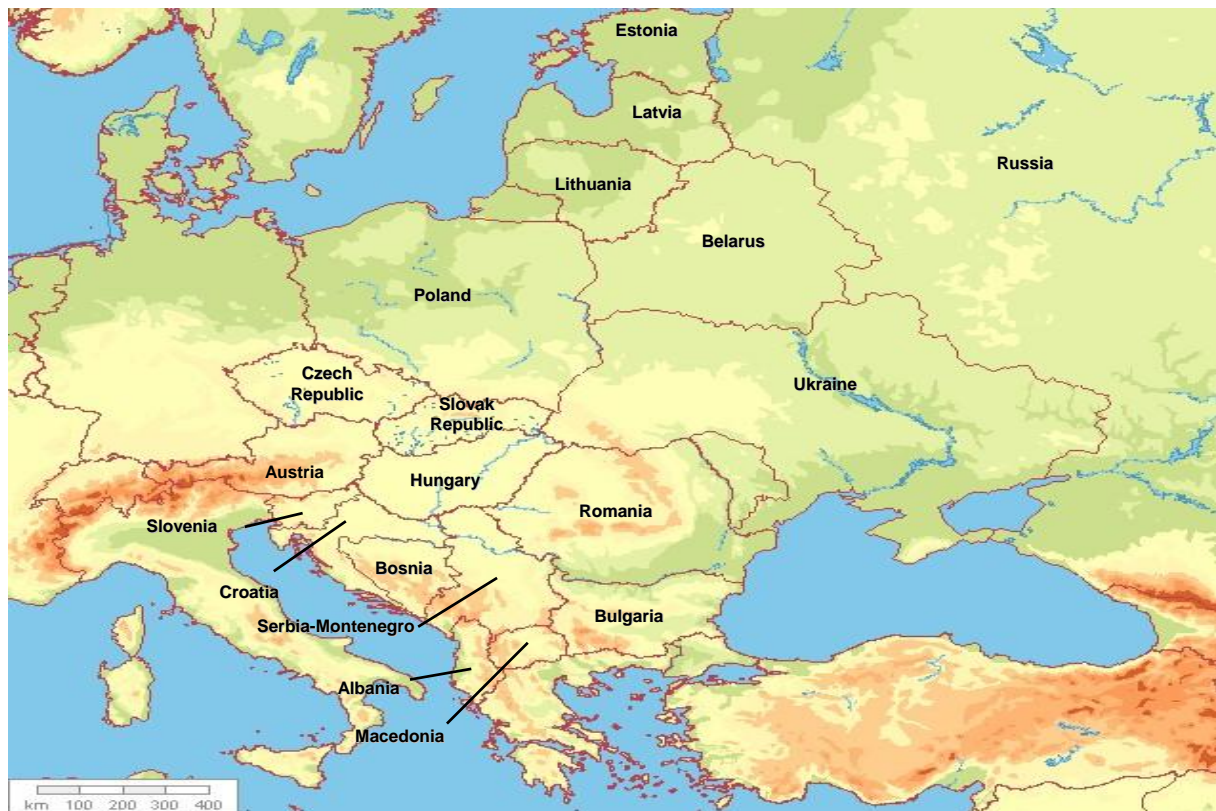 Estonia
Latvia
Russia
Lithuania
Belarus
Poland
Czech
Republic
Ukraine
Slovak
Republic
Austria
Hungary
Romania
Slovenia
Bosnia
Croatia
Bulgaria
Serbia-Montenegro
Albania
Macedonia
km 100 200 300 400